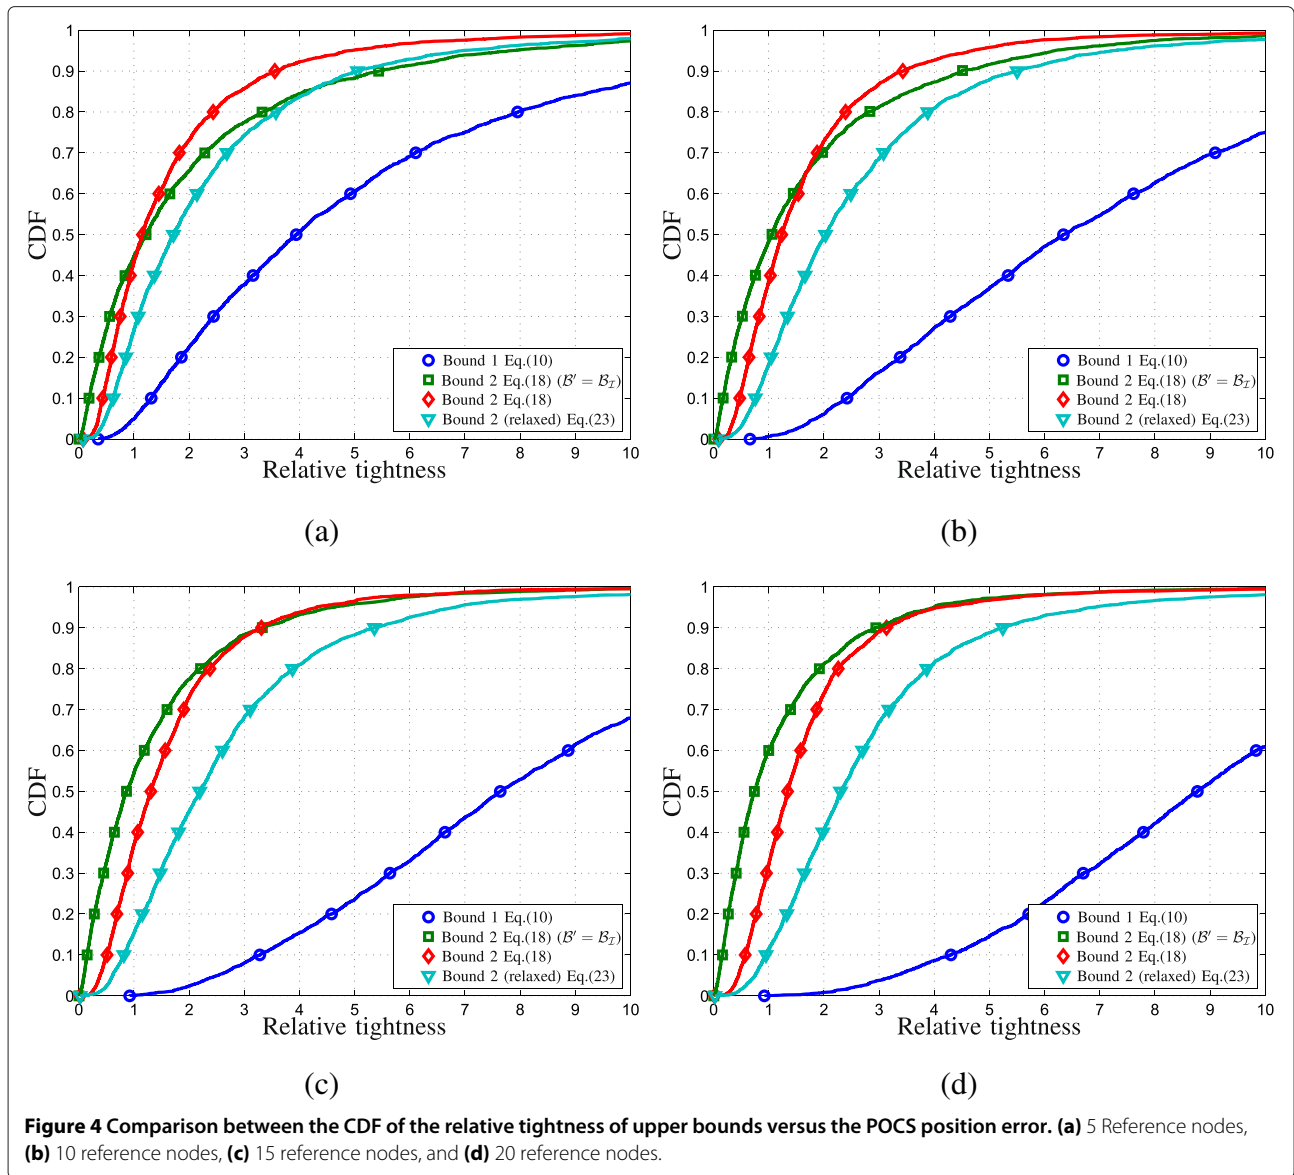 1
0.9
0.8
0.7
0.6
0.5
0.4
0.3
0.2
0.1
0
CDF
0 1 2 3 4 5 6 7 8 9 10
Relative tightness
Bound 1 Eq.(10)
Bound 2 Eq.(18) (B′ = B_I)
Bound 2 Eq.(18)
Bound 2 (relaxed) Eq.(23)
(a)
1
0.9
0.8
0.7
0.6
0.5
0.4
0.3
0.2
0.1
0
CDF
0 1 2 3 4 5 6 7 8 9 10
Relative tightness
Bound 1 Eq.(10)
Bound 2 Eq.(18) (B′ = B_I)
Bound 2 Eq.(18)
Bound 2 (relaxed) Eq.(23)
(b)
1
0.9
0.8
0.7
0.6
0.5
0.4
0.3
0.2
0.1
0
CDF
0 1 2 3 4 5 6 7 8 9 10
Relative tightness
Bound 1 Eq.(10)
Bound 2 Eq.(18) (B′ = B_I)
Bound 2 Eq.(18)
Bound 2 (relaxed) Eq.(23)
(c)
1
0.9
0.8
0.7
0.6
0.5
0.4
0.3
0.2
0.1
0
CDF
0 1 2 3 4 5 6 7 8 9 10
Relative tightness
Bound 1 Eq.(10)
Bound 2 Eq.(18) (B′ = B_I)
Bound 2 Eq.(18)
Bound 2 (relaxed) Eq.(23)
(d)
Figure 4 Comparison between the CDF of the relative tightness of upper bounds versus the POCS position error. (a) 5 Reference nodes,
(b) 10 reference nodes, (c) 15 reference nodes, and (d) 20 reference nodes.